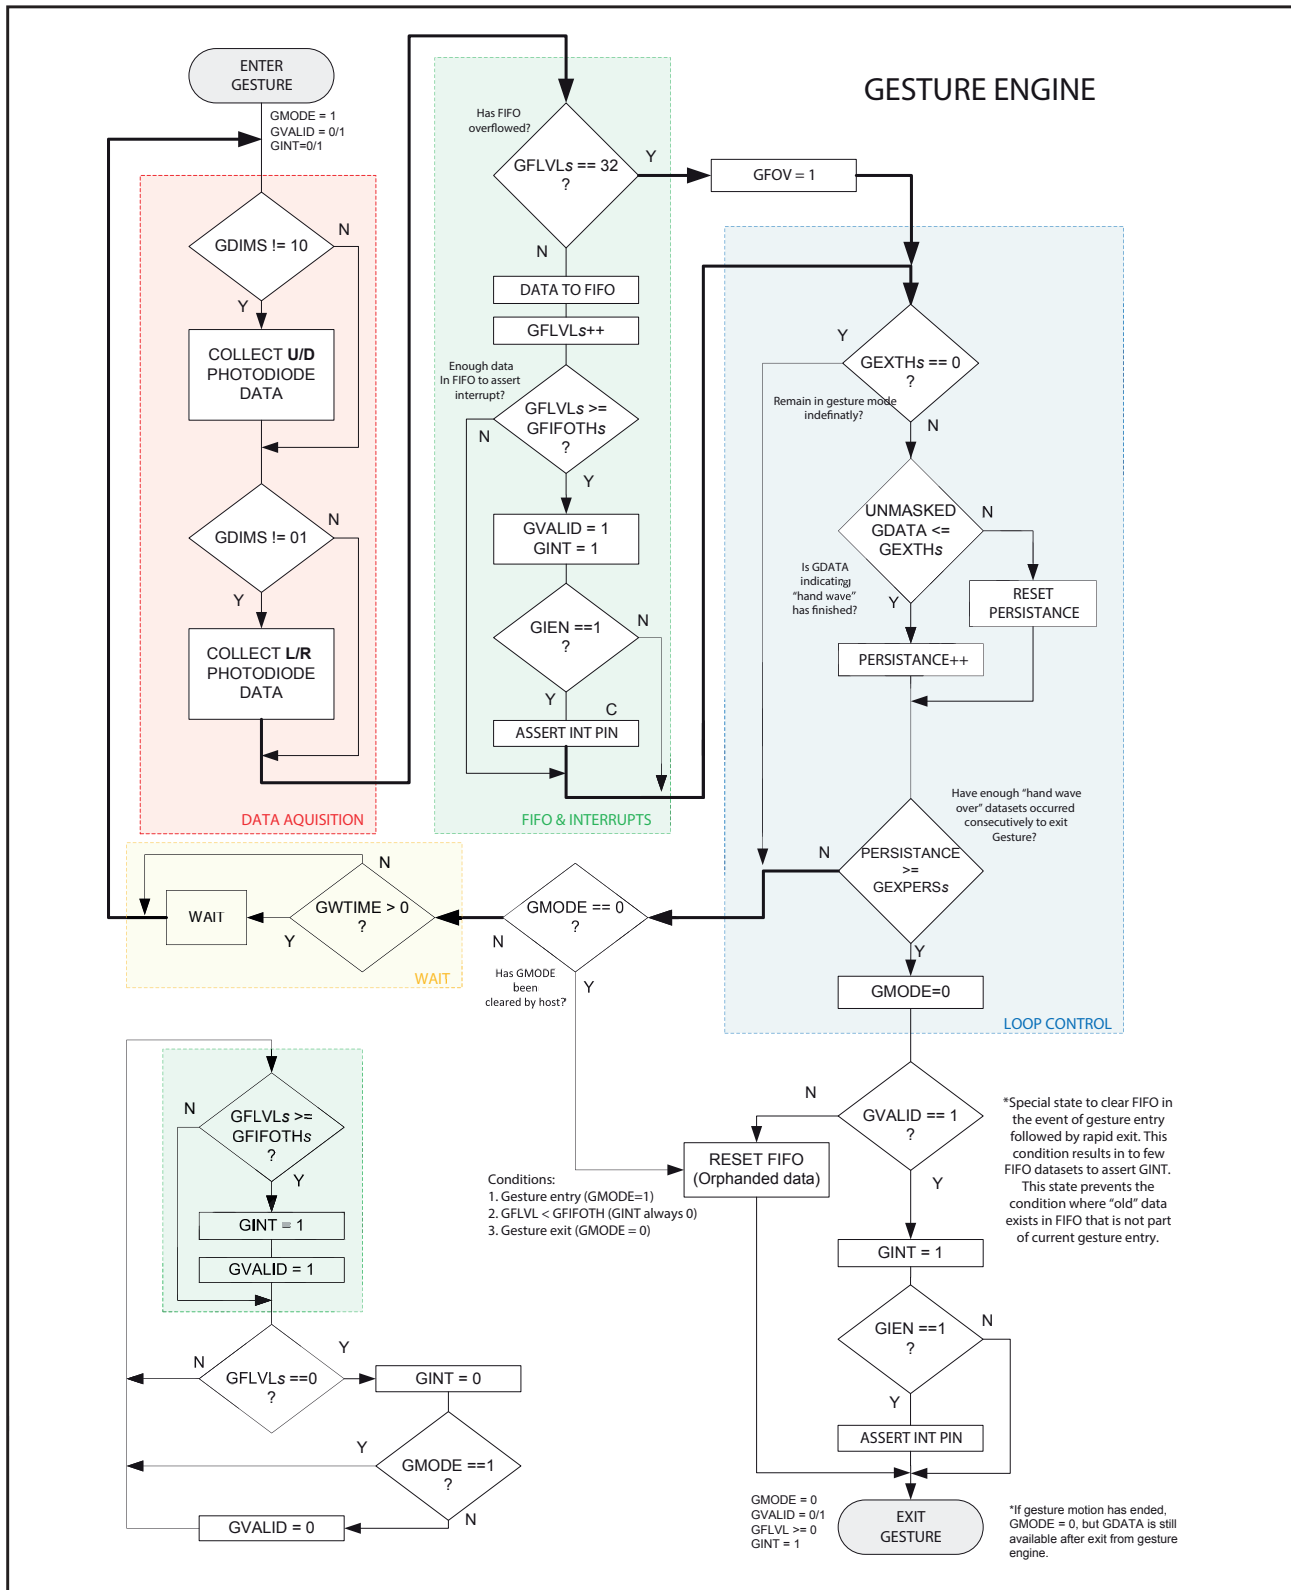 GESTURE ENGINE
ENTER
GESTURE
GMODE = 1
GVALID = 0/1
GINT=0/1
GDIMS != 10
N
Y
COLLECT U/D
PHOTODIODE
DATA
GDIMS != 01
N
Y
COLLECT L/R
PHOTODIODE
DATA
DATA AQUISITION
Has FIFO
overflowed?
GFLVLs == 32
?
Y
N
GFOV = 1
DATA TO FIFO
GFLVLs++
Enough data
In FIFO to assert
interrupt?
GFLVLs >=
GFIFOTHs
?
N
Y
GVALID = 1
GINT = 1
GIEN ==1
?
N
Y
C
ASSERT INT PIN
FIFO & INTERRUPTS
Y
GEXTHs == 0
?
Remain in gesture mode
indefinatly?
N
UNMASKED
GDATA <=
GEXTHs
N
Is GDATA
indicating
"hand wave"
has finished?
Y
RESET
PERSISTANCE
PERSISTANCE++
Have enough "hand wave
over" datasets occurred
consecutively to exit
Gesture?
N
PERSISTANCE
>=
GEXPERSs
Y
GMODE=0
LOOP CONTROL
N
WAIT
GWTIME > 0
?
Y
WAIT
GMODE == 0
?
N
Has GMODE
been
cleared by host?
Y
GFLVLs >=
GFIFOTHs
?
N
Y
GINT = 1
GVALID = 1
N
GFLVLs ==0
?
Y
GINT = 0
Y
GMODE ==1
?
N
GVALID = 0
N
GVALID == 1
?
Y
RESET FIFO
(Orphanded data)
Conditions:
1. Gesture entry (GMODE=1)
2. GFLVL < GFIFOTH (GINT always 0)
3. Gesture exit (GMODE = 0)
*Special state to clear FIFO in
the event of gesture entry
followed by rapid exit. This
condition results in to few
FIFO datasets to assert GINT.
This state prevents the
condition where "old" data
exists in FIFO that is not part
of current gesture entry.
GINT = 1
GIEN ==1
?
N
Y
ASSERT INT PIN
GMODE = 0
GVALID = 0/1
GFLVL >= 0
GINT = 1
EXIT
GESTURE
*If gesture motion has ended,
GMODE = 0, but GDATA is still
available after exit from gesture
engine.